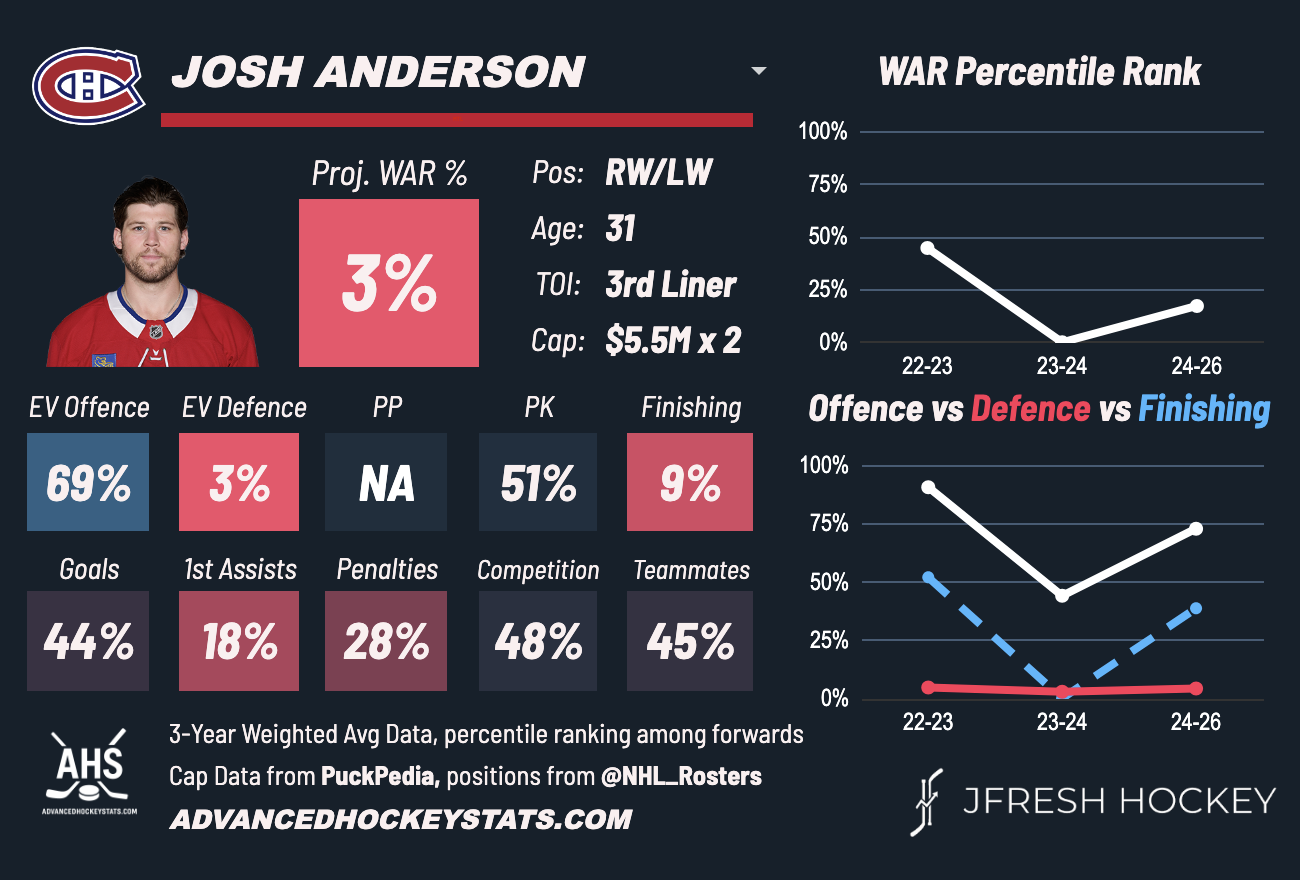 JOSH ANDERSON
Proj. WAR %
3%
Pos: RW/LW
Age: 31
TOI: 3rd Liner
Cap: $5.5M x 2
EV Offence EV Defence PP PK Finishing
69% 3% NA 51% 9%
Goals 1st Assists Penalties Competition Teammates
44% 18% 28% 48% 45%
AHS
ADVANCEDHOCKEYSTATS.COM
3-Year Weighted Avg Data, percentile ranking among forwards
Cap Data from PuckPedia, positions from @NHL_Rosters
ADVANCEDHOCKEYSTATS.COM
WAR Percentile Rank
100%
75%
50%
25%
0%
22-23 23-24 24-26
Offence vs Defence vs Finishing
100%
75%
50%
25%
0%
22-23 23-24 24-26
JFRESH HOCKEY